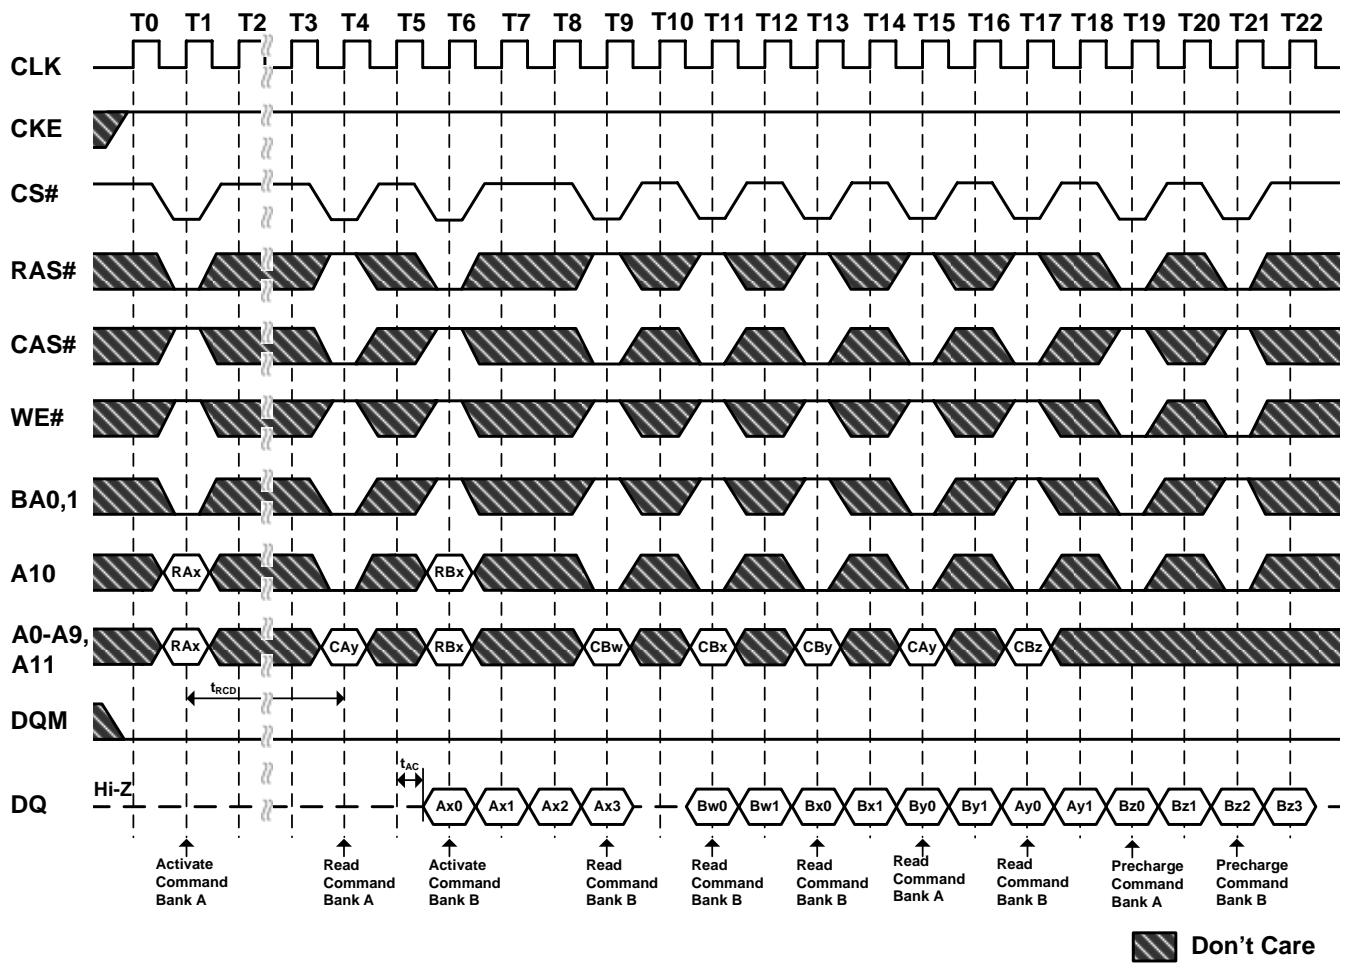 T0 T1 T2 T3 T4 T5 T6 T7 T8 T9 T10 T11 T12 T13 T14 T15 T16 T17 T18 T19 T20 T21 T22
CLK
CKE
CS#
RAS#
CAS#
WE#
BA0,1
A10 RAx RBx
A0-A9,
A11
RAx CAy RBx CBw CBx CBy CAy CBz
tRCD
DQM
tAC
Hi-Z
DQ Ax0 Ax1 Ax2 Ax3 Bw0 Bw1 Bx0 Bx1 By0 By1 Ay0 Ay1 Bz0 Bz1 Bz2 Bz3
Activate
Command
Bank A
Read
Command
Bank A
Activate
Command
Bank B
Read
Command
Bank B
Read
Command
Bank B
Read
Command
Bank B
Read
Command
Bank A
Read
Command
Bank B
Precharge
Command
Bank A
Precharge
Command
Bank B
Don't Care